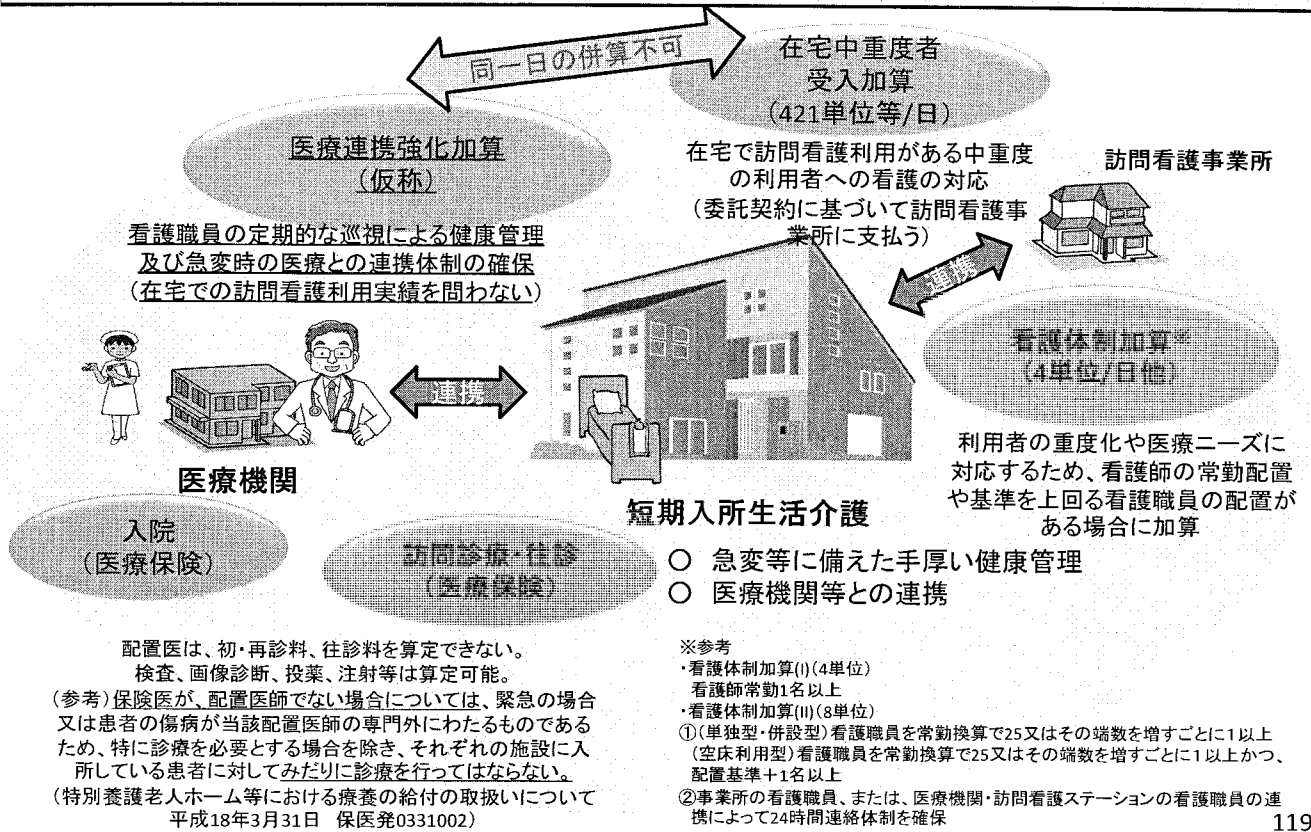 同一日の併算不可
在宅中重度者
受入加算
（421単位等/日）
医療連携強化加算
（仮称）
在宅で訪問看護利用がある中重度
の利用者への看護の対応
（委託契約に基づいて訪問看護事
業所に支払う）
訪問看護事業所
看護職員の定期的な巡視による健康管理
及び急変時の医療との連携体制の確保
（在宅での訪問看護利用実績を問わない）
連携
看護体制加算※
（4単位/日他）
連携
利用者の重度化や医療ニーズに
対応するため、看護師の常勤配置
や基準を上回る看護職員の配置が
ある場合に加算
医療機関
短期入所生活介護
入院
（医療保険）
訪問診療・往診
（医療保険）
○ 急変等に備えた手厚い健康管理
○ 医療機関等との連携
配置医は、初・再診料、往診料を算定できない。
検査、画像診断、投薬、注射等は算定可能。
（参考）保険医が、配置医師でない場合については、緊急の場合
又は患者の傷病が当該配置医師の専門外にわたるものである
ため、特に診療を必要とする場合を除き、それぞれの施設に入
所している患者に対してみだりに診療を行ってはならない。
（特別養護老人ホーム等における療養の給付の取扱いについて
平成18年3月31日 保医発0331002）
※参考
・看護体制加算(I)（4単位）
看護師常勤1名以上
・看護体制加算(II)（8単位）
①（単独型・併設型）看護職員を常勤換算で25又はその端数を増すごとに1以上
（空床利用型）看護職員を常勤換算で25又はその端数を増すごとに1以上かつ、
配置基準＋1名以上
②事業所の看護職員、または、医療機関・訪問看護ステーションの看護職員の連
携によって24時間連絡体制を確保
119